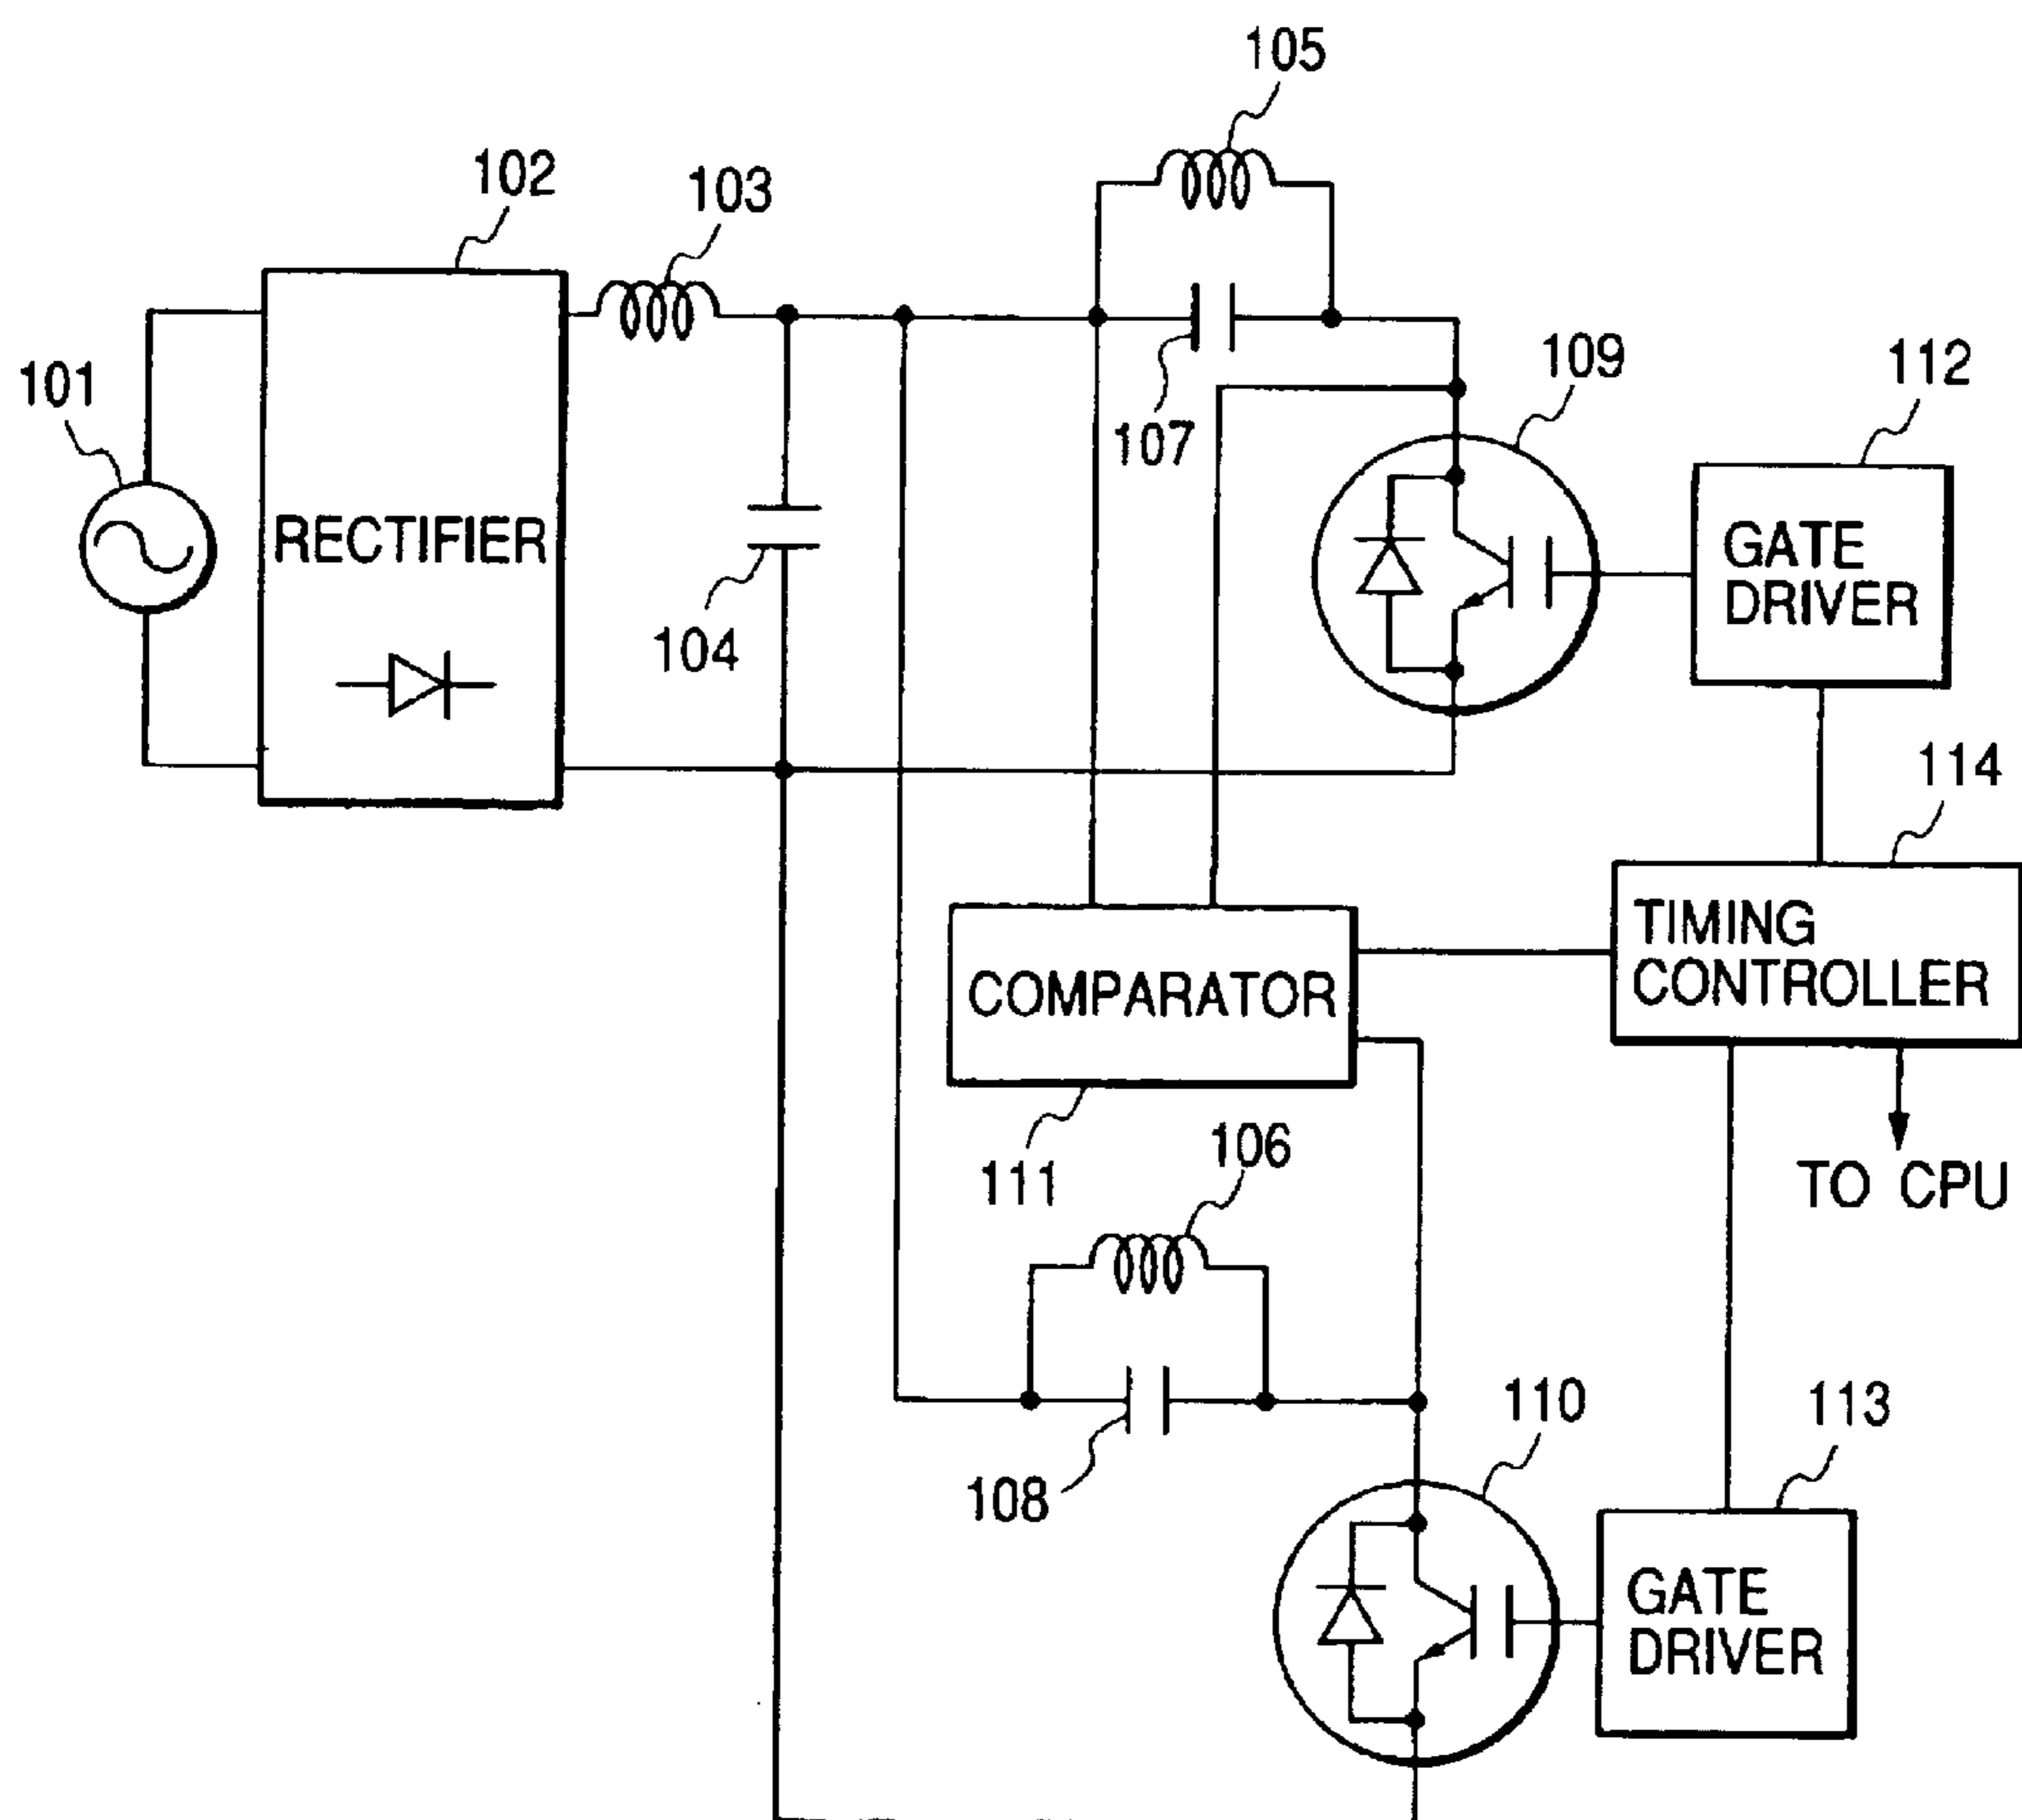 105
102
103
109
112
101
107
RECTIFIER
GATE
DRIVER
104
114
TIMING
CONTROLLER
COMPARATOR
106
111
TO CPU
110
113
108
GATE
DRIVER